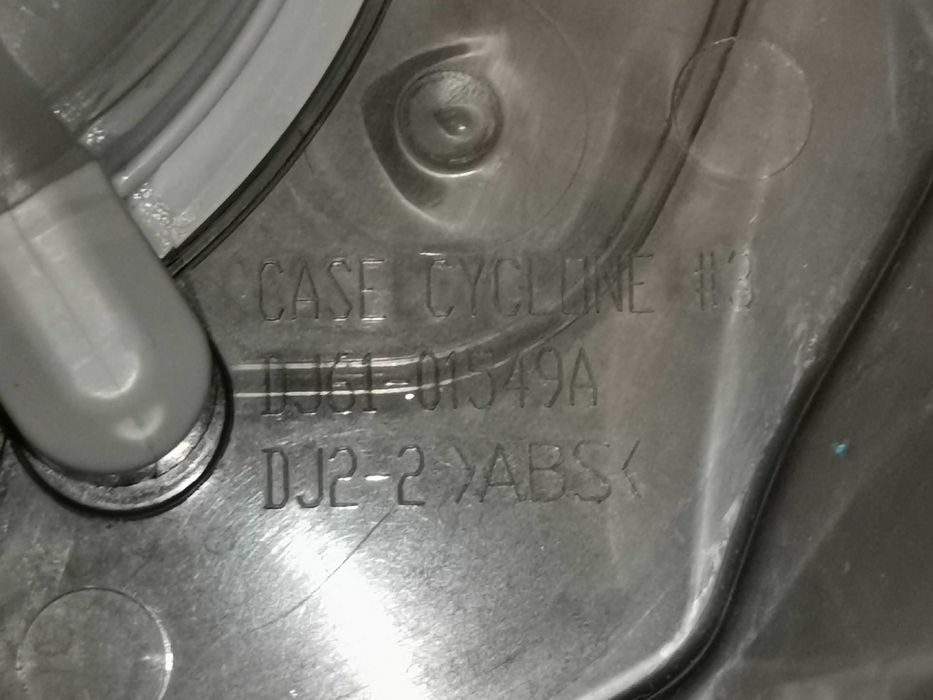 CASE CYCLONE #3
DJ61-01549A
DJ2-2 >ABS<